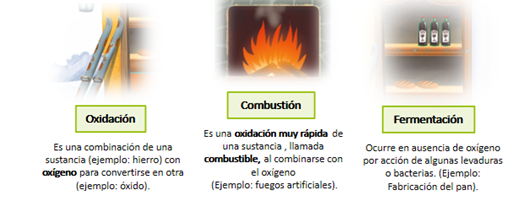 Oxidación
Es una combinación de una
sustancia (ejemplo: hierro) con
oxígeno para convertirse en otra
(ejemplo: óxido).
Combustión
Es una oxidación muy rápida de
una sustancia , llamada
combustible, al combinarse con
el oxígeno
(Ejemplo: fuegos artificiales).
Fermentación
Ocurre en ausencia de oxígeno
por acción de algunas levaduras
o bacterias. (Ejemplo:
Fabricación del pan).